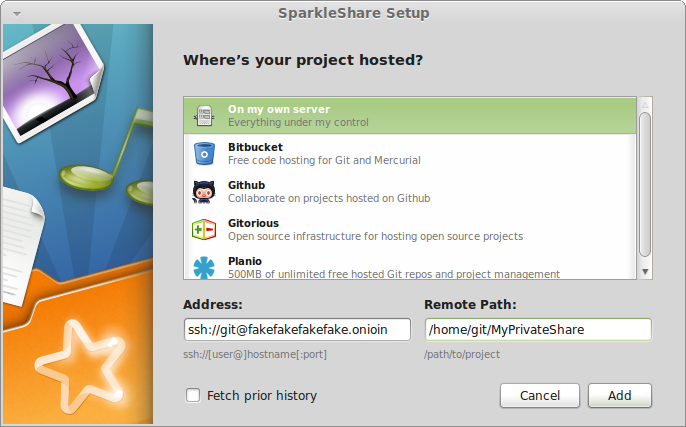 SparkleShare Setup
Where's your project hosted?
On my own server
Everything under my control
Bitbucket
Free code hosting for Git and Mercurial
Github
Collaborate on projects hosted on Github
Gitorious
Open source infrastructure for hosting open source projects
Planio
500MB of unlimited free hosted Git repos and project management
Address:
Remote Path:
ssh://git@fakefakefakefake.onioin
/home/git/MyPrivateShare
ssh://[user@]hostname[:port]
/path/to/project
Fetch prior history
Cancel
Add